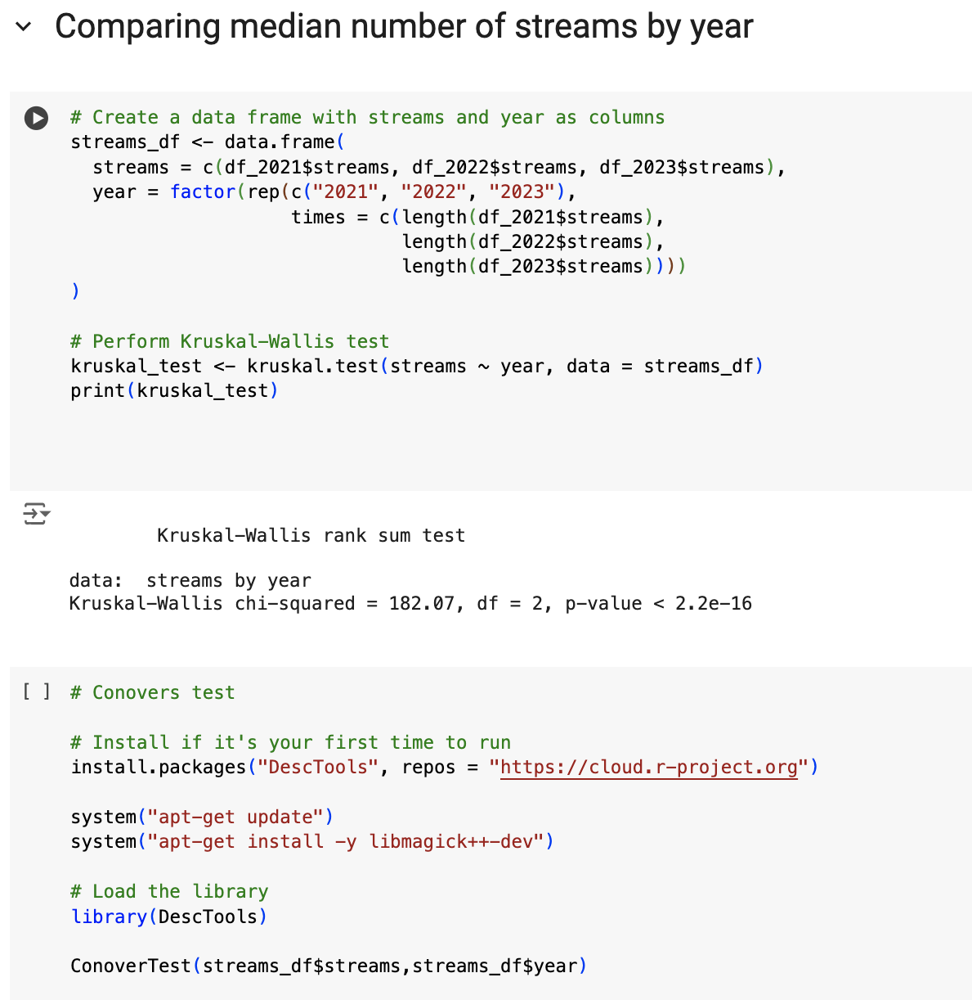 Comparing median number of streams by year
# Create a data frame with streams and year as columns
streams_df <- data.frame(
  streams = c(df_2021$streams, df_2022$streams, df_2023$streams),
  year = factor(rep(c("2021", "2022", "2023"),
                    times = c(length(df_2021$streams),
                              length(df_2022$streams),
                              length(df_2023$streams))))
)
# Perform Kruskal-Wallis test
kruskal_test <- kruskal.test(streams ~ year, data = streams_df)
print(kruskal_test)
        Kruskal-Wallis rank sum test
data:  streams by year
Kruskal-Wallis chi-squared = 182.07, df = 2, p-value < 2.2e-16
[ ] # Conovers test
# Install if it's your first time to run
install.packages("DescTools", repos = "https://cloud.r-project.org")
system("apt-get update")
system("apt-get install -y libmagick++-dev")
# Load the library
library(DescTools)
ConoverTest(streams_df$streams,streams_df$year)